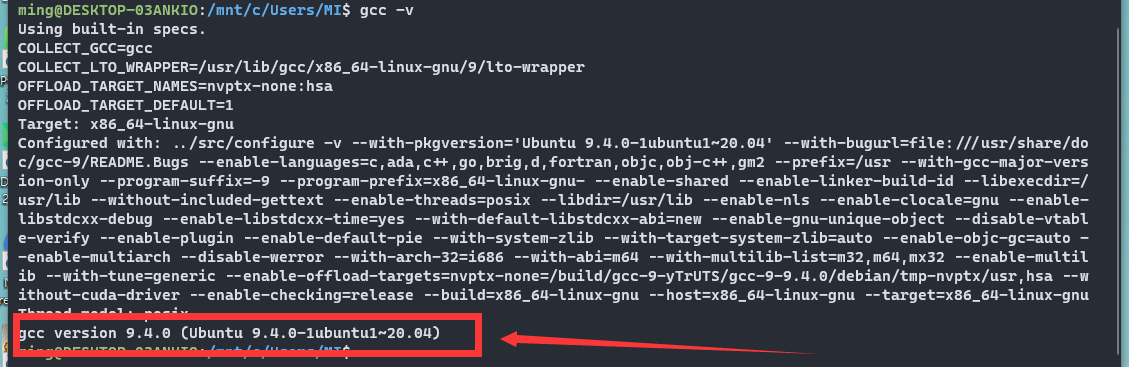 ming@DESKTOP-03ANKIO:/mnt/c/Users/MI$ gcc -v
Using built-in specs.
COLLECT_GCC=gcc
COLLECT_LTO_WRAPPER=/usr/lib/gcc/x86_64-linux-gnu/9/lto-wrapper
OFFLOAD_TARGET_NAMES=nvptx-none:hsa
OFFLOAD_TARGET_DEFAULT=1
Target: x86_64-linux-gnu
Configured with: ../src/configure -v --with-pkgversion='Ubuntu 9.4.0-1ubuntu1~20.04' --with-bugurl=file:///usr/share/do
c/gcc-9/README.Bugs --enable-languages=c,ada,c++,go,brig,d,fortran,objc,obj-c++,gm2 --prefix=/usr --with-gcc-major-vers
ion-only --program-suffix=-9 --program-prefix=x86_64-linux-gnu- --enable-shared --enable-linker-build-id --libexecdir=/
usr/lib --without-included-gettext --enable-threads=posix --libdir=/usr/lib --enable-nls --enable-clocale=gnu --enable-
libstdcxx-debug --enable-libstdcxx-time=yes --with-default-libstdcxx-abi=new --enable-gnu-unique-object --disable-vtabl
e-verify --enable-plugin --enable-default-pie --with-system-zlib --with-target-system-zlib=auto --enable-objc-gc=auto -
-enable-multiarch --disable-werror --with-arch-32=i686 --with-abi=m64 --with-multilib-list=m32,m64,mx32 --enable-multil
ib --with-tune=generic --enable-offload-targets=nvptx-none=/build/gcc-9-yTrUTS/gcc-9-9.4.0/debian/tmp-nvptx/usr,hsa --w
ithout-cuda-driver --enable-checking=release --build=x86_64-linux-gnu --host=x86_64-linux-gnu --target=x86_64-linux-gnu
Thread model: posix
gcc version 9.4.0 (Ubuntu 9.4.0-1ubuntu1~20.04)
ming@DESKTOP-03ANKIO:/mnt/c/Users/MI$